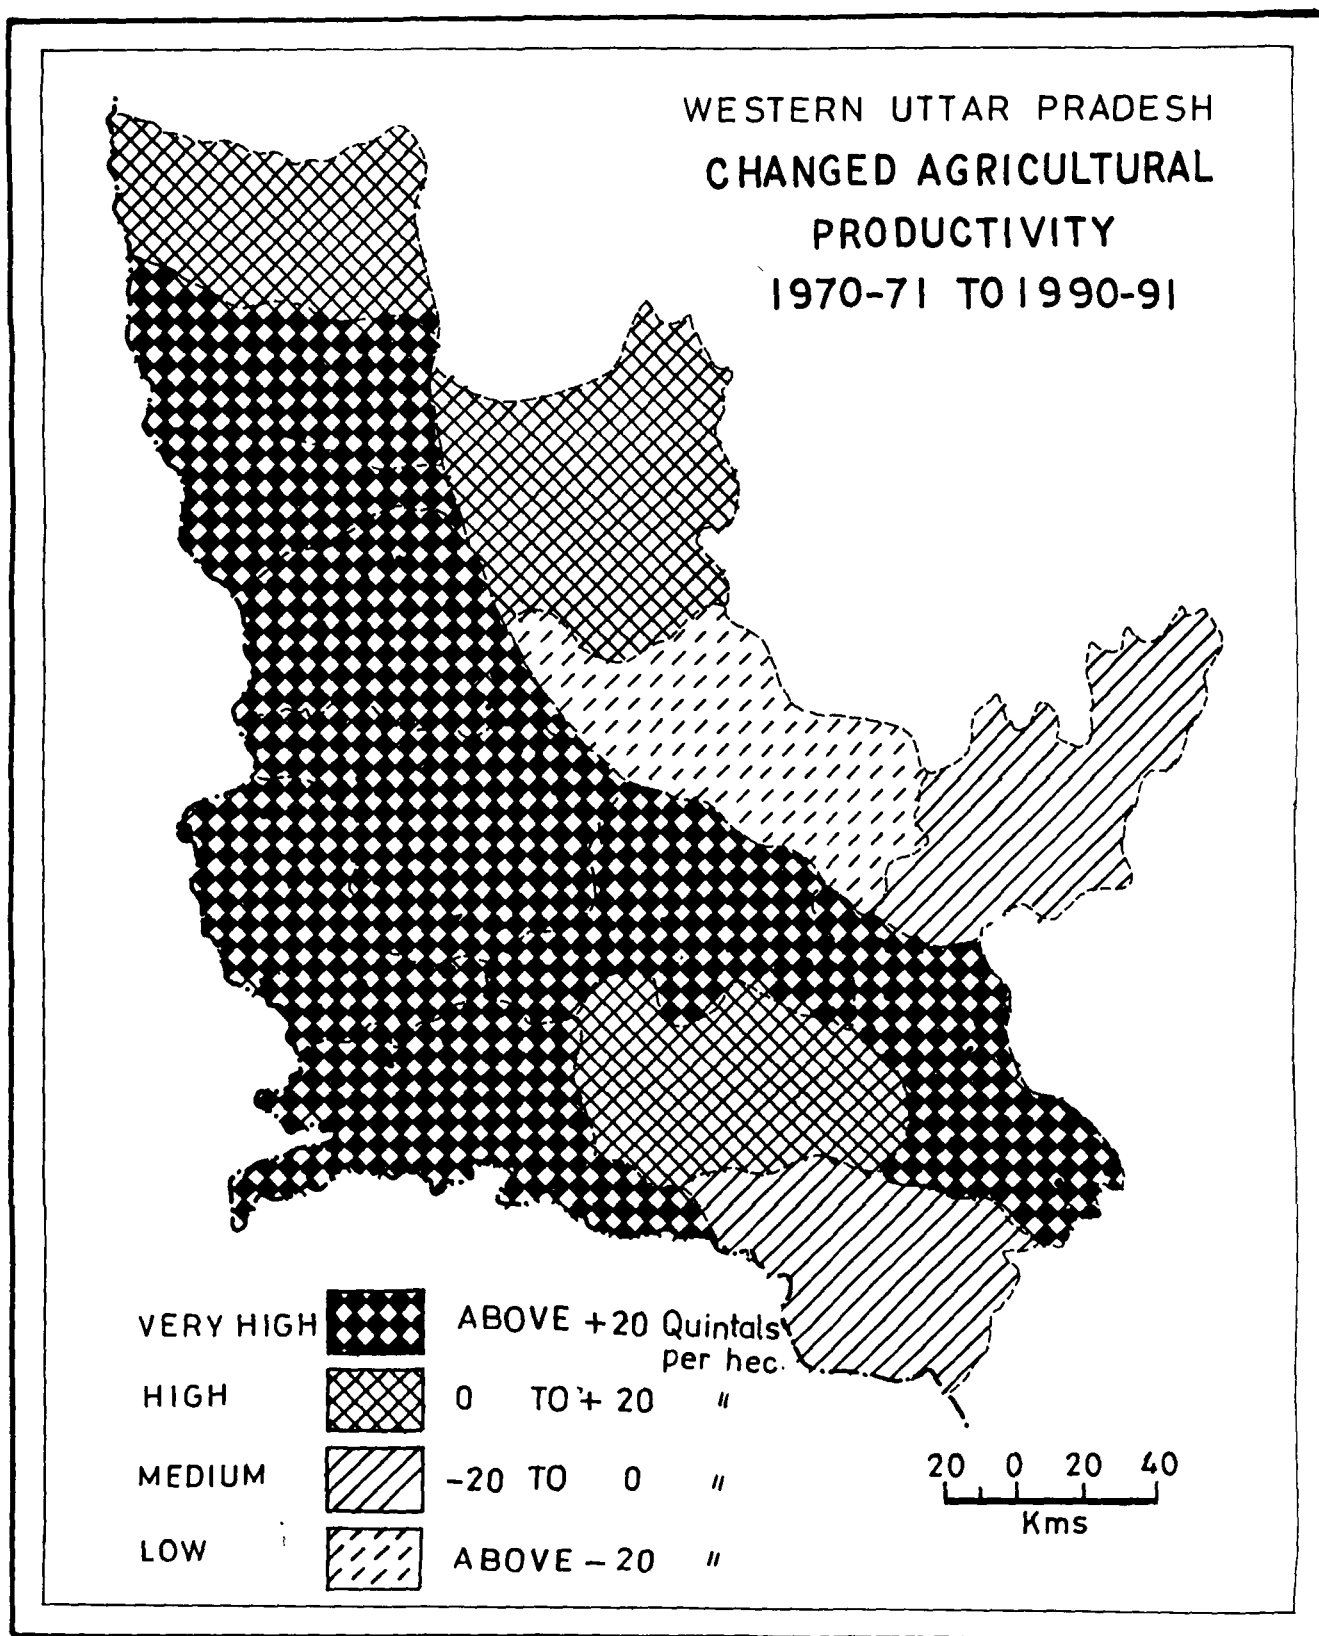 WESTERN UTTAR PRADESH
CHANGED AGRICULTURAL
PRODUCTIVITY
1970-71 TO 1990-91
VERY HIGH ABOVE +20 Quintals
per hec.
HIGH 0 TO + 20 "
MEDIUM -20 TO 0 "
LOW ABOVE - 20 "
20 0 20 40
Kms